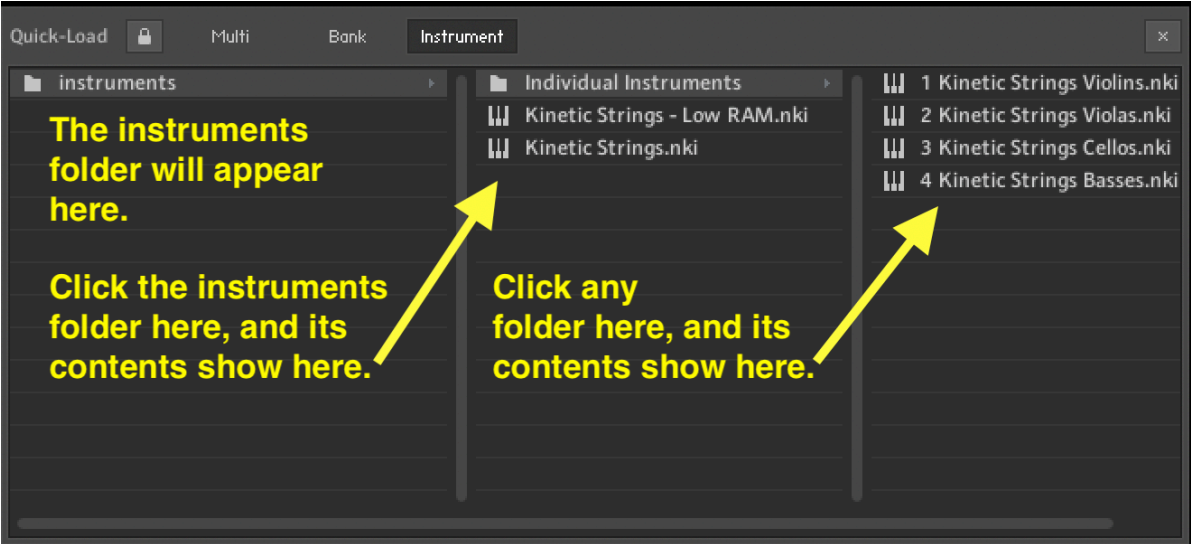 Quick-Load Multi Bank Instrument ×
instruments
The instruments
folder will appear
here.
Click the instruments
folder here, and its
contents show here.
Individual Instruments
Kinetic Strings - Low RAM.nki
Kinetic Strings.nki
Click any
folder here, and its
contents show here.
1 Kinetic Strings Violins.nki
2 Kinetic Strings Violas.nki
3 Kinetic Strings Cellos.nki
4 Kinetic Strings Basses.nki